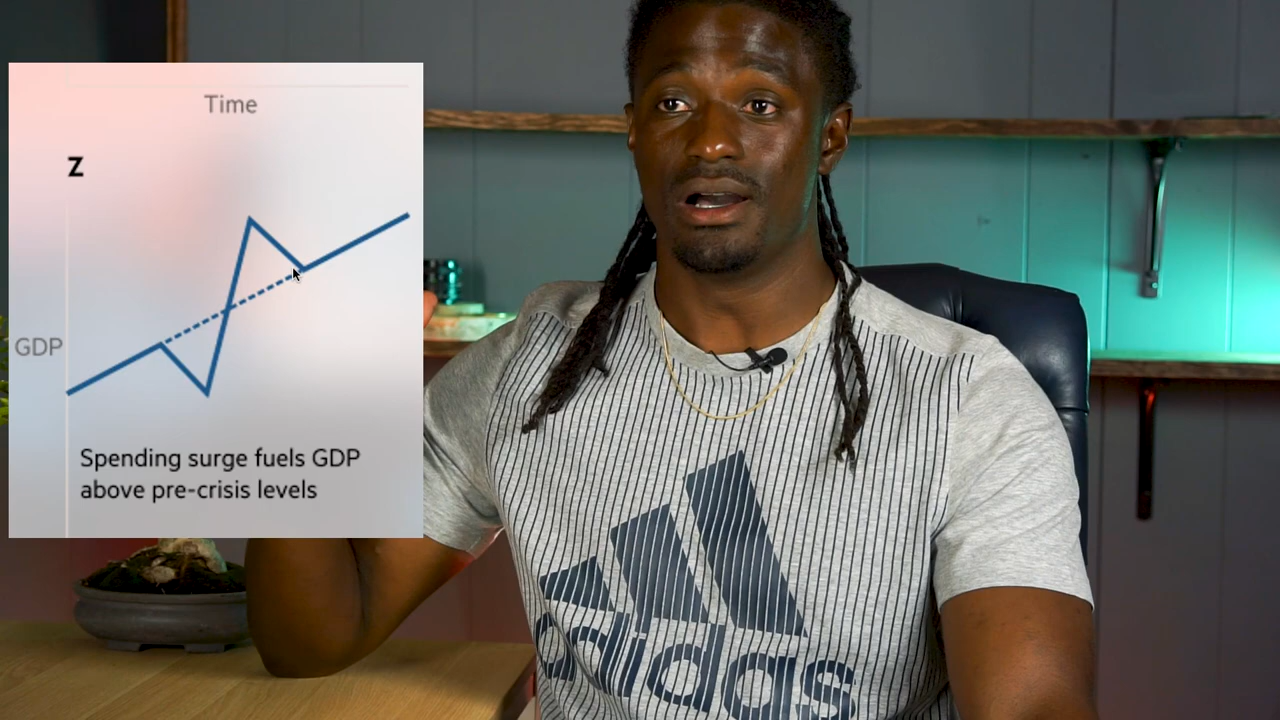 Time
Z
GDP
Spending surge fuels GDP
above pre-crisis levels
adidas